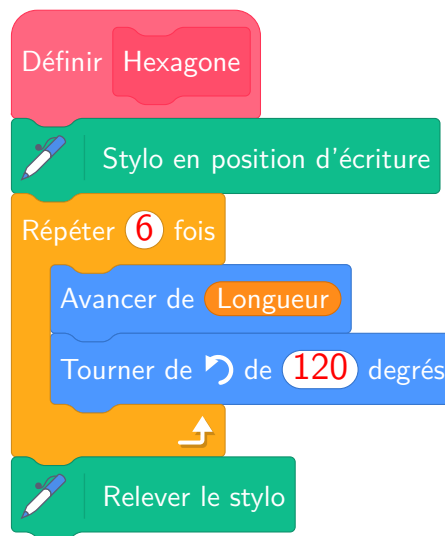 Définir Hexagone
Stylo en position d'écriture
Répéter 6 fois
Avancer de Longueur
Tourner de de 120 degrés
Relever le stylo